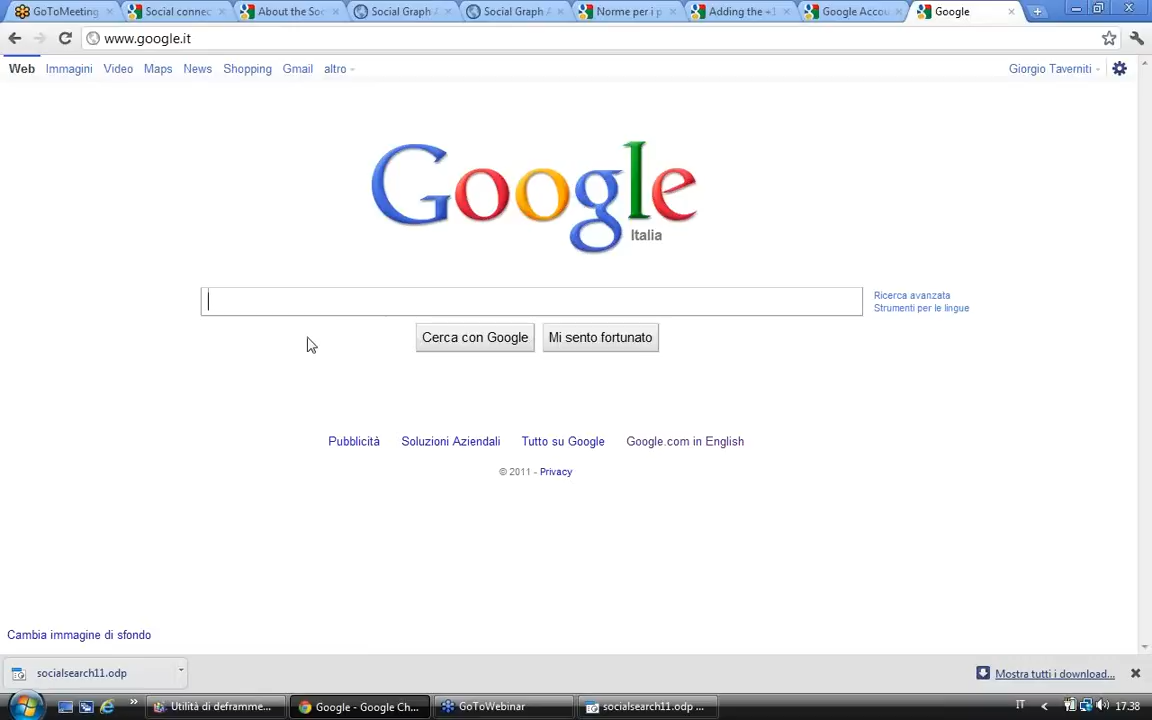 GoToMeeting
Social connec
About the So
Social Graph A
Social Graph A
Norme per i p
Adding the +1
Google Accou
Google
www.google.it
Web Immagini Video Maps News Shopping Gmail altro
Giorgio Taverniti
Google
Italia
Ricerca avanzata
Strumenti per le lingue
Cerca con Google
Mi sento fortunato
Pubblicità Soluzioni Aziendali Tutto su Google Google.com in English
© 2011 - Privacy
Cambia immagine di sfondo
socialsearch11.odp
Mostra tutti i download...
Utilità di deframme...
Google - Google Ch...
GoToWebinar
socialsearch11.odp ...
IT
17.38